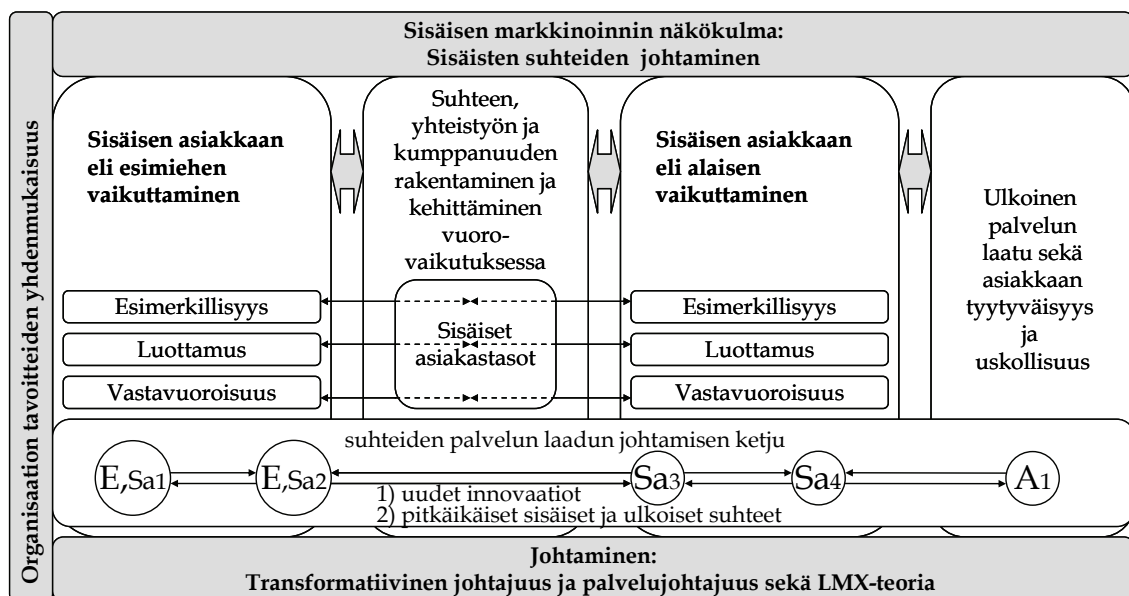 Organisaation tavoitteiden yhdenmukaisuus
Sisäisen markkinoinnin näkökulma:
Sisäisten suhteiden johtaminen
Sisäisen asiakkaan
eli esimiehen
vaikuttaminen
Suhteen,
yhteistyön ja
kumppanuuden
rakentaminen ja
kehittäminen
vuoro-
vaikutuksessa
Sisäisen asiakkaan
eli alaisen
vaikuttaminen
Ulkoinen
palvelun
laatu sekä
asiakkaan
tyytyväisyys
ja
uskollisuus
Esimerkillisyys
Luottamus
Vastavuoroisuus
Sisäiset
asiakastasot
Esimerkillisyys
Luottamus
Vastavuoroisuus
suhteiden palvelun laadun johtamisen ketju
E,Sa1
E,Sa2
Sa3
Sa4
A1
1) uudet innovaatiot
2) pitkäikäiset sisäiset ja ulkoiset suhteet
Johtaminen:
Transformatiivinen johtajuus ja palvelujohtajuus sekä LMX-teoria